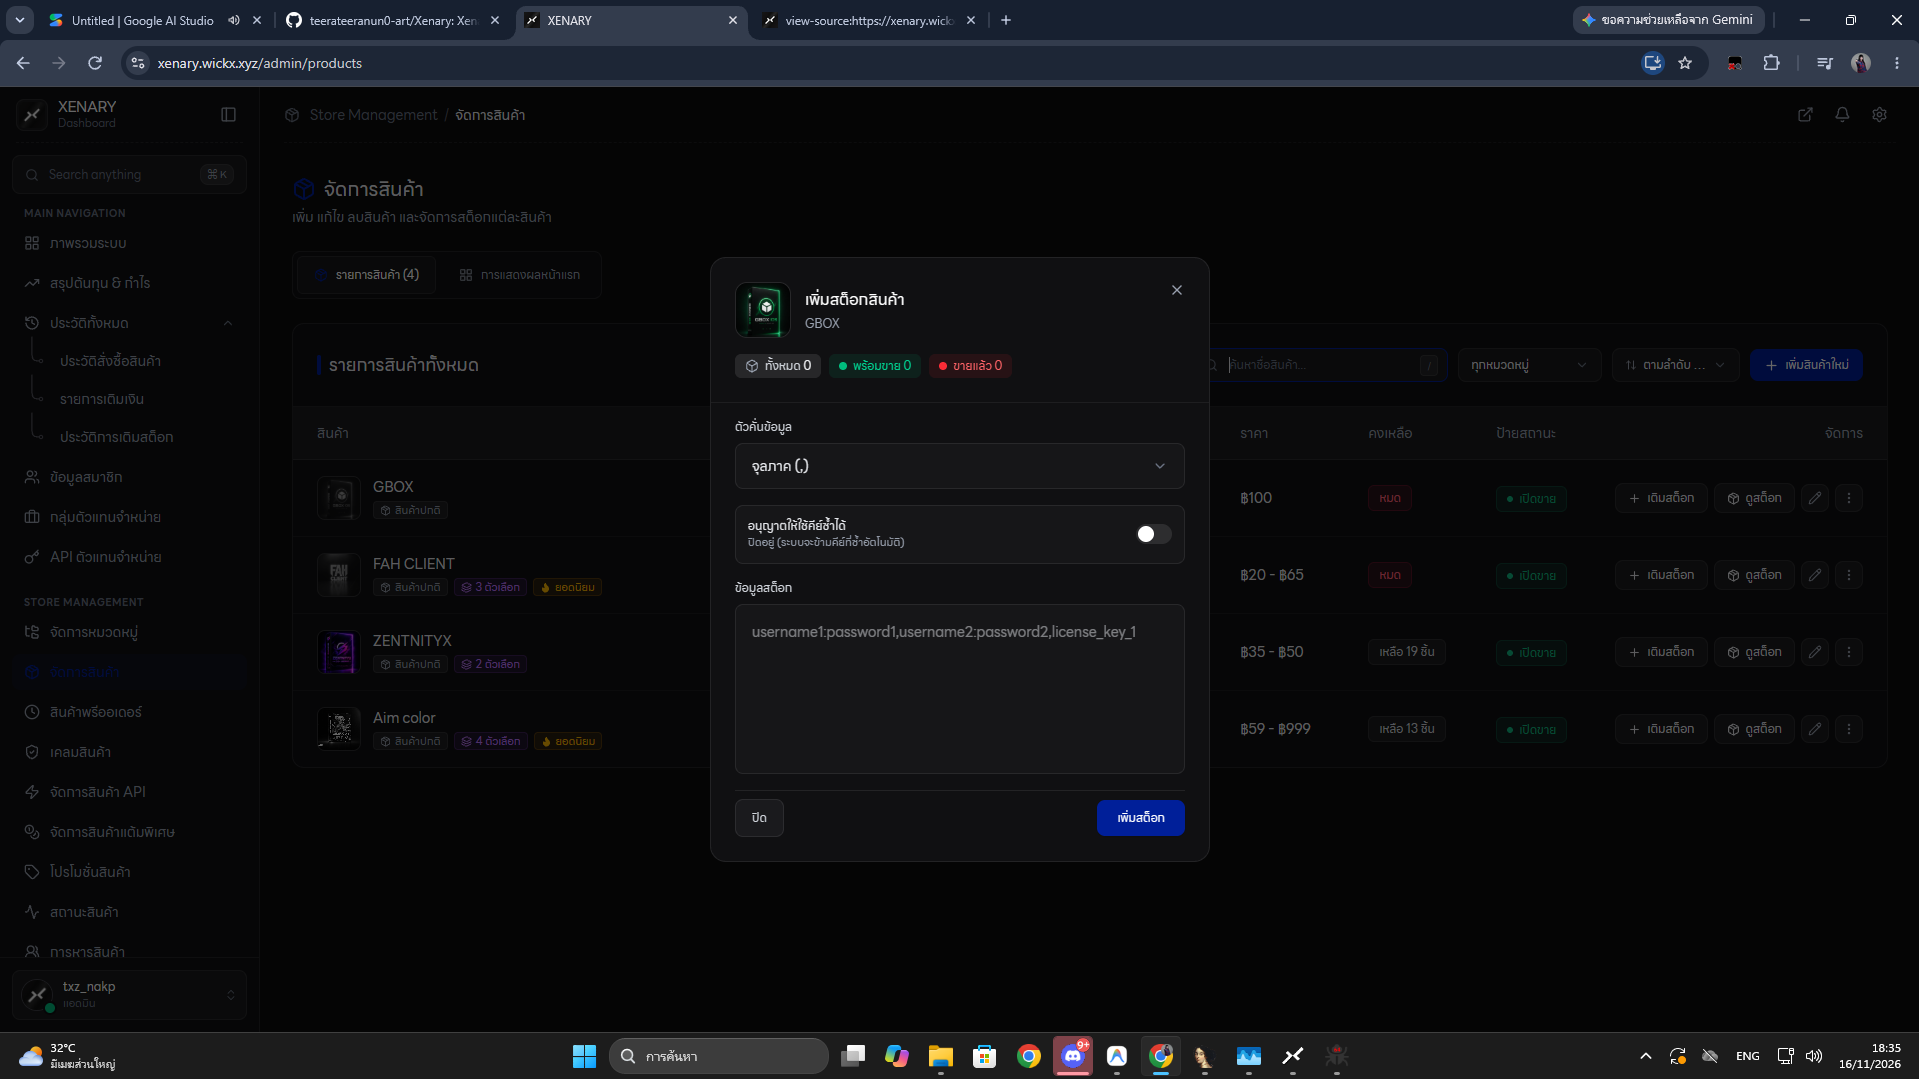 Untitled | Google AI Studio
teerateeranun0-art/Xenary: Xen
XENARY
view-source:https://xenary.wick
ขอความช่วยเหลือจาก Gemini
xenary.wickx.xyz/admin/products
XENARY
Dashboard
Store Management / จัดการสินค้า
Search anything
⌘ K
จัดการสินค้า
เพิ่ม แก้ไข ลบสินค้า และจัดการสต็อกแต่ละสินค้า
MAIN NAVIGATION
ภาพรวมระบบ
สรุปต้นทุน & กำไร
ประวัติทั้งหมด
ประวัติสั่งซื้อสินค้า
รายการเติมเงิน
ประวัติการเติมสต็อก
ข้อมูลสมาชิก
กลุ่มตัวแทนจำหน่าย
API ตัวแทนจำหน่าย
STORE MANAGEMENT
จัดการหมวดหมู่
จัดการสินค้า
สินค้าพรีออเดอร์
เคลมสินค้า
จัดการสินค้า API
จัดการสินค้าแต้มพิเศษ
โปรโมชั่นสินค้า
สถานะสินค้า
การหารสินค้า
txz_nakp
แอดมิน
รายการสินค้า (4)
การแสดงผลหน้าแรก
รายการสินค้าทั้งหมด
ค้นหาชื่อสินค้า...
/
ทุกหมวดหมู่
ตามลำดับ ...
เพิ่มสินค้าใหม่
สินค้า
ราคา
คงเหลือ
ป้ายสถานะ
จัดการ
GBOX
สินค้าปกติ
฿100
หมด
เปิดขาย
เติมสต็อก
ดูสต็อก
FAH CLIENT
สินค้าปกติ
3 ตัวเลือก
ยอดนิยม
฿20 - ฿65
หมด
เปิดขาย
เติมสต็อก
ดูสต็อก
ZENTNITYX
สินค้าปกติ
2 ตัวเลือก
฿35 - ฿50
เหลือ 19 ชิ้น
เปิดขาย
เติมสต็อก
ดูสต็อก
Aim color
สินค้าปกติ
4 ตัวเลือก
ยอดนิยม
฿59 - ฿999
เหลือ 13 ชิ้น
เปิดขาย
เติมสต็อก
ดูสต็อก
เพิ่มสต็อกสินค้า
GBOX
ทั้งหมด 0
พร้อมขาย 0
ขายแล้ว 0
ตัวคั่นข้อมูล
จุลภาค (,)
อนุญาตให้ใช้คีย์ซ้ำได้
ปิดอยู่ (ระบบจะข้ามคีย์ที่ซ้ำอัตโนมัติ)
ข้อมูลสต็อก
username1:password1,username2:password2,license_key_1
ปิด
เพิ่มสต็อก
32°C
มีเมฆส่วนใหญ่
การค้นหา
9+
ENG
18:35
16/11/2026